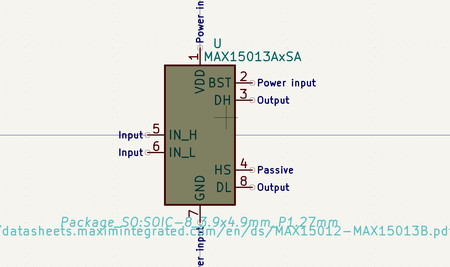 Power in
U
MAX15013AxSA
1
VDD
BST
2
Power input
DH
3
Output
Input
5
IN_H
Input
6
IN_L
HS
4
Passive
GND
DL
8
Output
7
Package_SO:SOIC-8_3.9x4.9mm_P1.27mm
/datasheets.maximintegrated.com/en/ds/MAX15012-MAX15013B.pd
er input